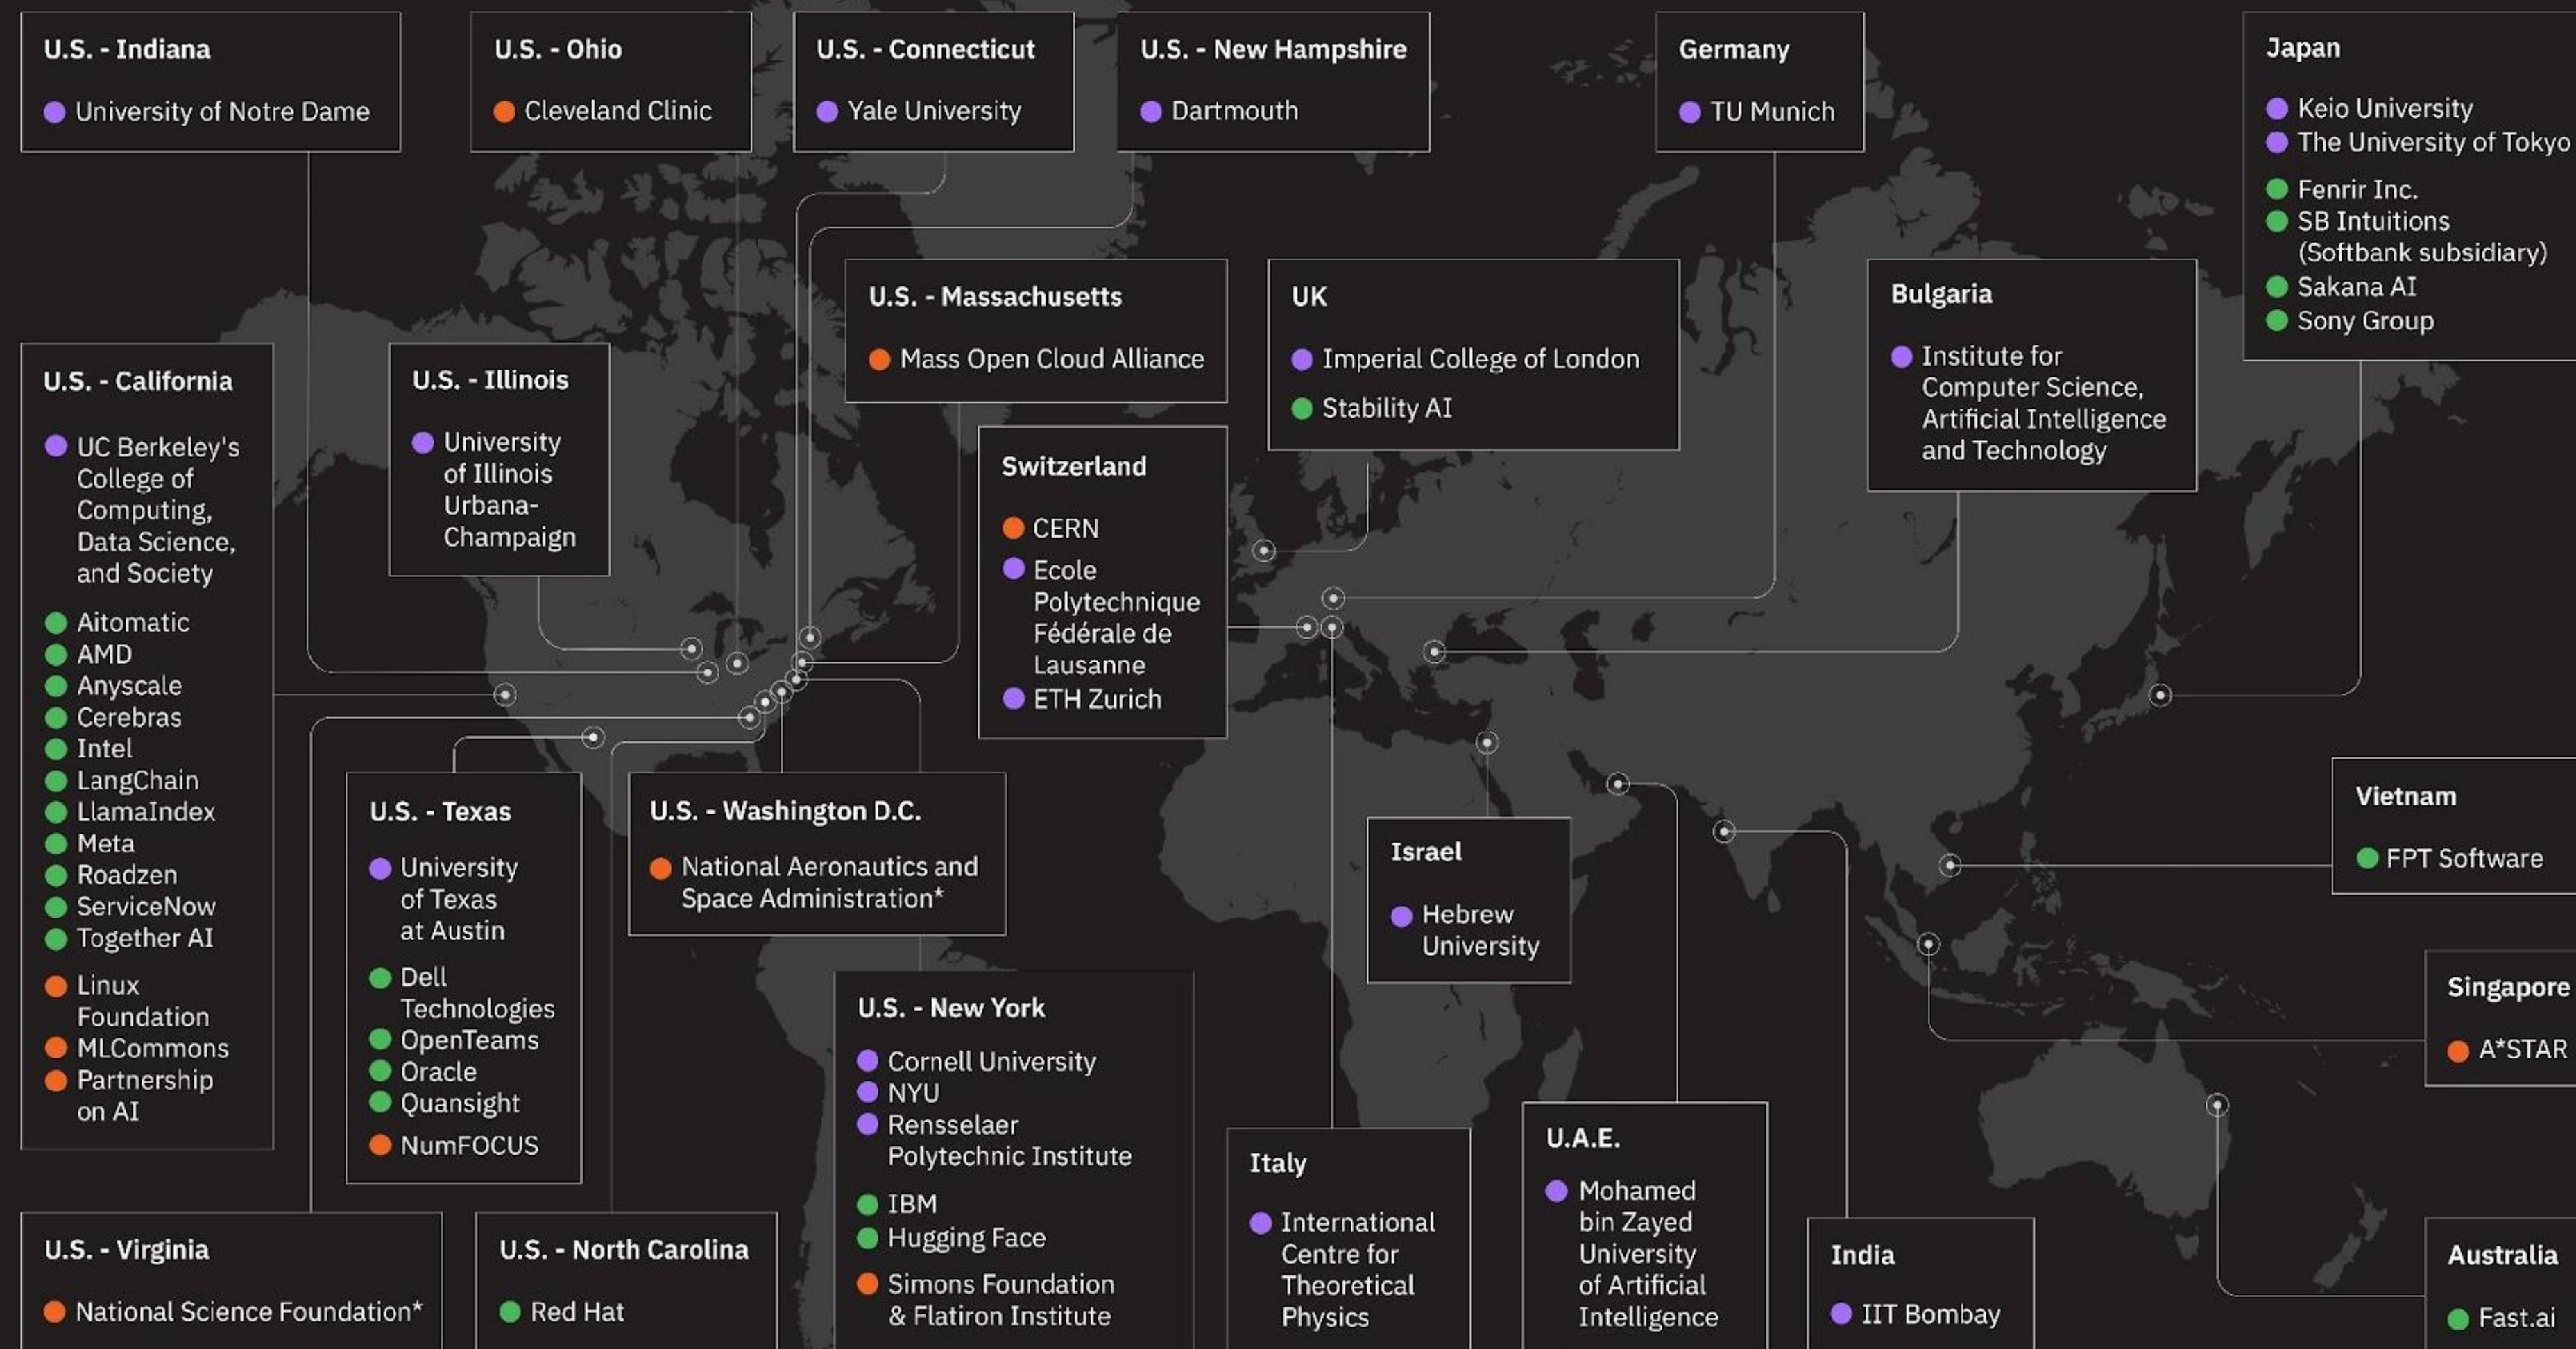 U.S. - Indiana
University of Notre Dame
U.S. - Ohio
Cleveland Clinic
U.S. - Connecticut
Yale University
U.S. - New Hampshire
Dartmouth
Germany
TU Munich
Japan
Keio University
The University of Tokyo
Fenrir Inc.
SB Intuitions
(Softbank subsidiary)
Sakana AI
Sony Group
U.S. - Massachusetts
Mass Open Cloud Alliance
UK
Imperial College of London
Stability AI
Bulgaria
Institute for
Computer Science,
Artificial Intelligence
and Technology
U.S. - California
UC Berkeley's
College of
Computing,
Data Science,
and Society
Aitomatic
AMD
Anyscale
Cerebras
Intel
LangChain
LlamaIndex
Meta
Roadzen
ServiceNow
Together AI
Linux
Foundation
MLCommons
Partnership
on AI
U.S. - Illinois
University
of Illinois
Urbana-
Champaign
Switzerland
CERN
Ecole
Polytechnique
Fédérale de
Lausanne
ETH Zurich
U.S. - Texas
University
of Texas
at Austin
Dell
Technologies
OpenTeams
Oracle
Quansight
NumFOCUS
U.S. - Washington D.C.
National Aeronautics and
Space Administration*
Israel
Hebrew
University
Vietnam
FPT Software
Singapore
A*STAR
U.S. - New York
Cornell University
NYU
Rensselaer
Polytechnic Institute
IBM
Hugging Face
Simons Foundation
& Flatiron Institute
Italy
International
Centre for
Theoretical
Physics
U.A.E.
Mohamed
bin Zayed
University
of Artificial
Intelligence
U.S. - Virginia
National Science Foundation*
U.S. - North Carolina
Red Hat
India
IIT Bombay
Australia
Fast.ai